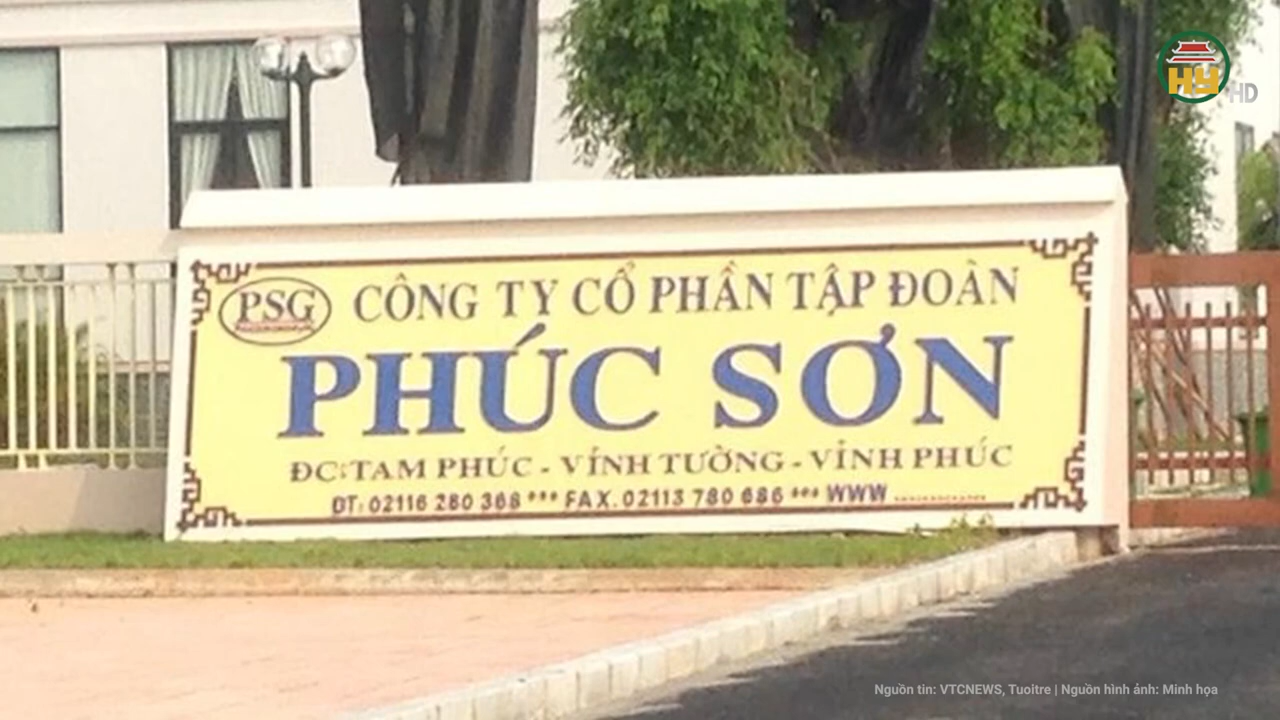 HY HD
PSG
CÔNG TY CỔ PHẦN TẬP ĐOÀN
PHÚC SƠN
ĐC: TAM PHÚC - VĨNH TƯỜNG - VĨNH PHÚC
ĐT: 02116 280 368 *** FAX. 02113 780 686 *** WWW
Nguồn tin: VTCNEWS, Tuoitre | Nguồn hình ảnh: Minh họa